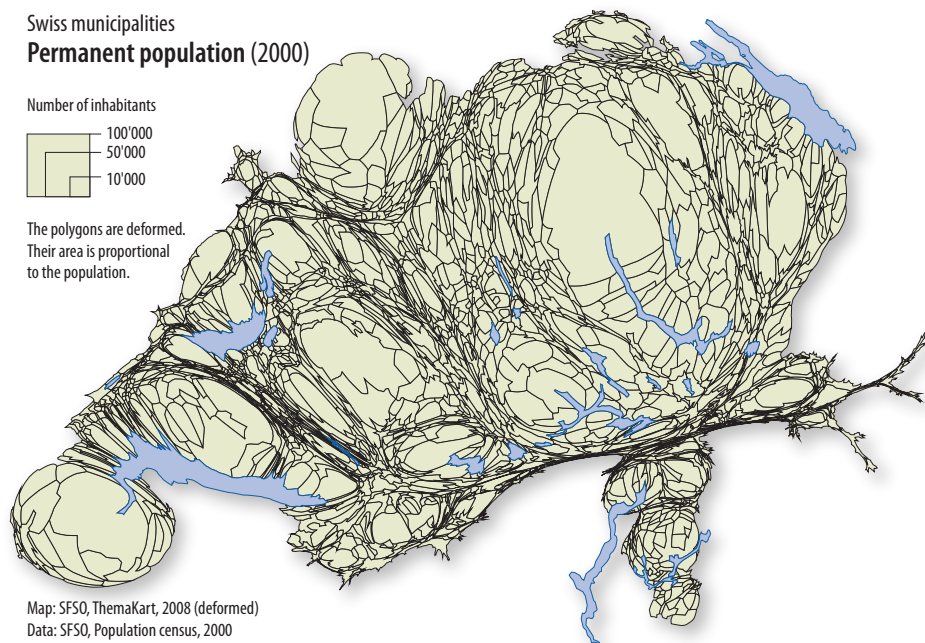 Swiss municipalities
Permanent population (2000)
Number of inhabitants
100'000
50'000
10'000
The polygons are deformed.
Their area is proportional
to the population.
Map: SFSO, ThemaKart, 2008 (deformed)
Data: SFSO, Population census, 2000